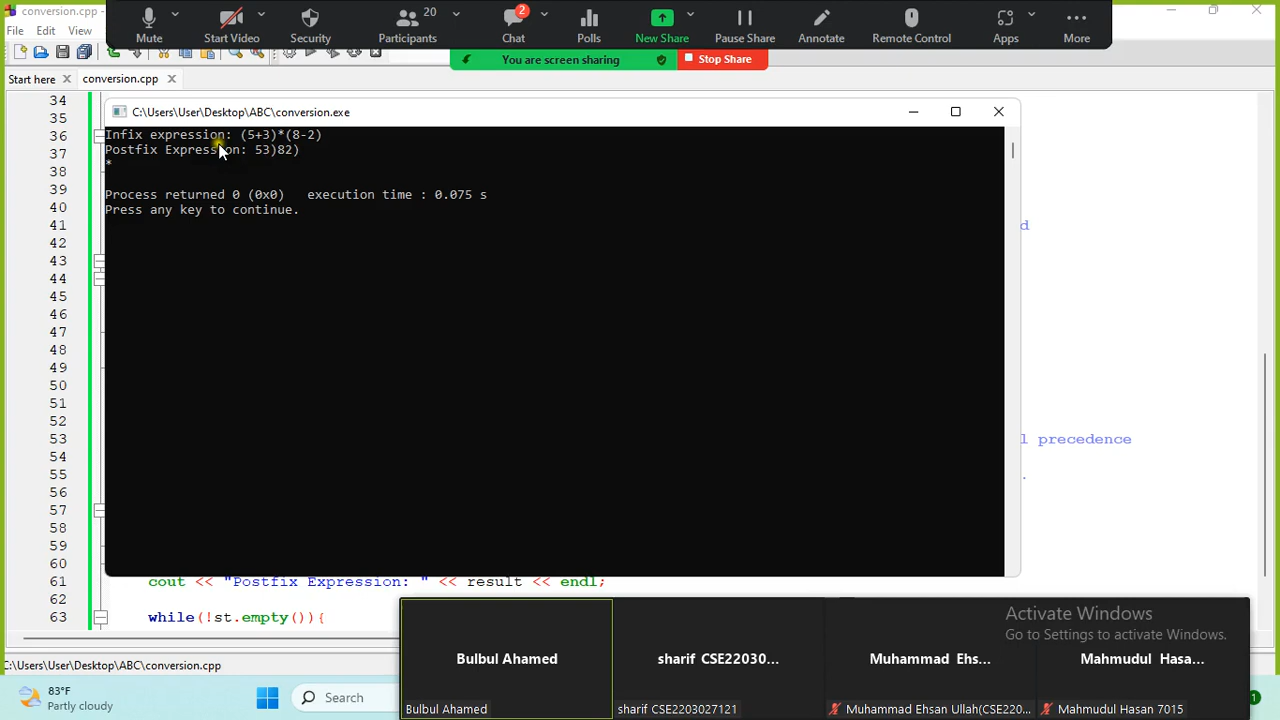 conversion.cpp -
File Edit View
Mute
Start Video
Security
20
Participants
2
Chat
Polls
New Share
Pause Share
Annotate
Remote Control
Apps
More
You are screen sharing
Stop Share
Start here
conversion.cpp
C:\Users\User\Desktop\ABC\conversion.exe
Infix expression: (5+3)*(8-2)
Postfix Expression: 53)82)
*
Process returned 0 (0x0)   execution time : 0.075 s
Press any key to continue.
34
35
36
37
38
39
40
41
d
42
43
44
45
46
47
48
49
50
51
52
53
l precedence
54
55
.
56
57
58
59
60
61 cout << "Postfix Expression: " << result << endl;
62
63 while(!st.empty()){
Activate Windows
Go to Settings to activate Windows.
Bulbul Ahamed
sharif CSE22030...
Muhammad Ehs...
Mahmudul Hasa...
Bulbul Ahamed
sharif CSE2203027121
Muhammad Ehsan Ullah(CSE220...
Mahmudul Hasan 7015
C:\Users\User\Desktop\ABC\conversion.cpp
83°F
Partly cloudy
Search
1